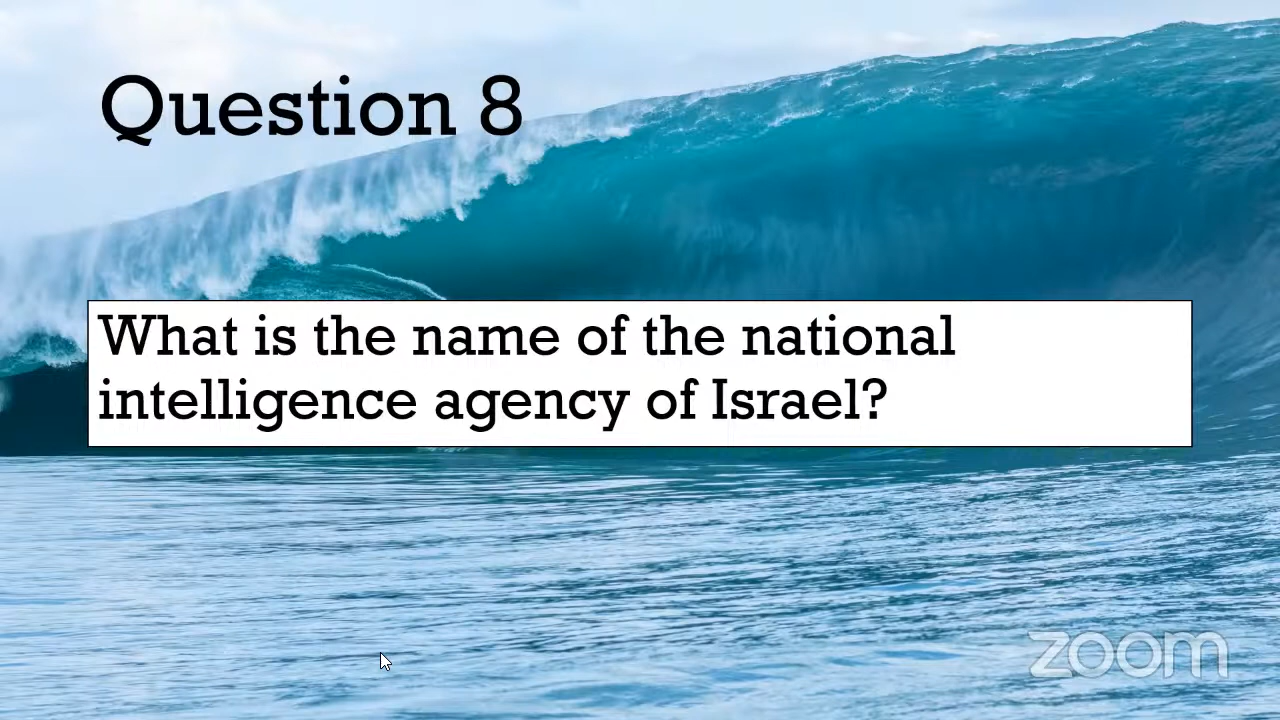 Question 8
What is the name of the national
intelligence agency of Israel?
zoom